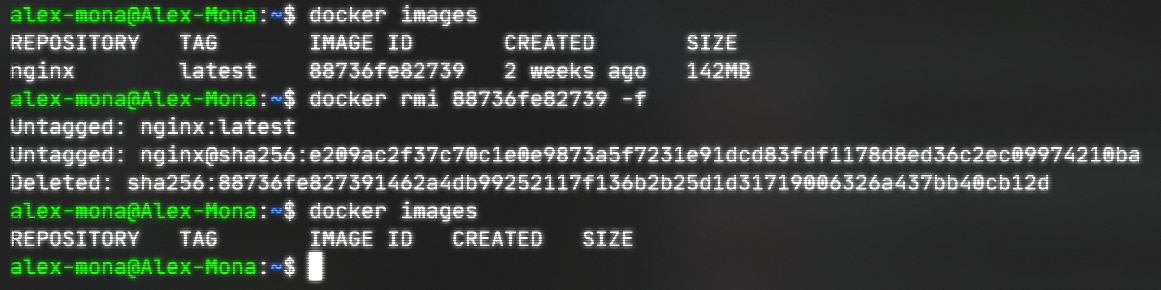 alex-mona@Alex-Mona:~$ docker images
REPOSITORY   TAG       IMAGE ID       CREATED       SIZE
nginx        latest    88736fe82739   2 weeks ago   142MB
alex-mona@Alex-Mona:~$ docker rmi 88736fe82739 -f
Untagged: nginx:latest
Untagged: nginx@sha256:e209ac2f37c70c1e0e9873a5f7231e91dcd83fdf1178d8ed36c2ec09974210ba
Deleted: sha256:88736fe827391462a4db99252117f136b2b25d1d31719006326a437bb40cb12d
alex-mona@Alex-Mona:~$ docker images
REPOSITORY   TAG       IMAGE ID   CREATED   SIZE
alex-mona@Alex-Mona:~$